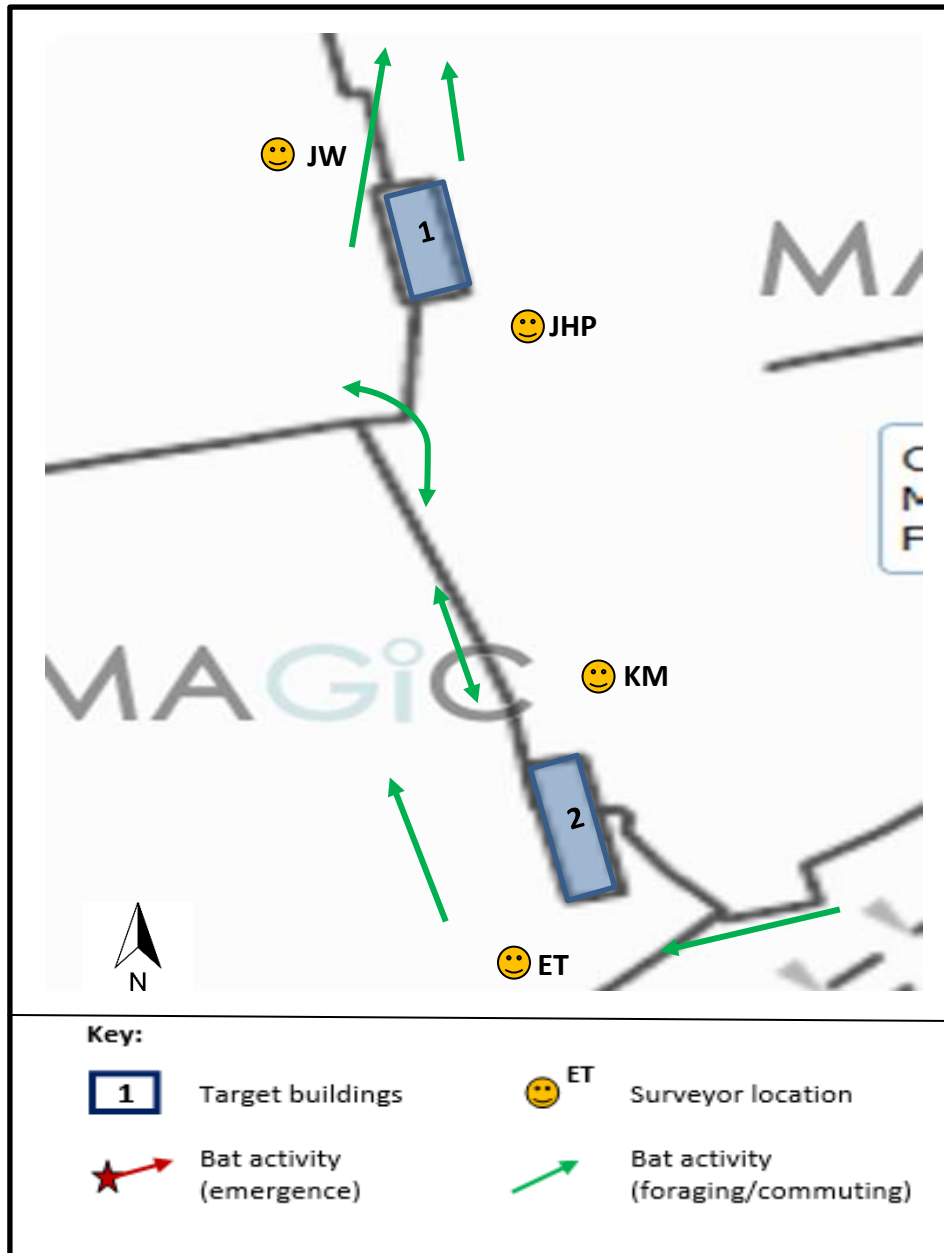 JW
MA
1
JHP
C
M
F
KM
MAGiC
2
ET
N
Key:
1 Target buildings
ET Surveyor location
Bat activity
(emergence)
Bat activity
(foraging/commuting)